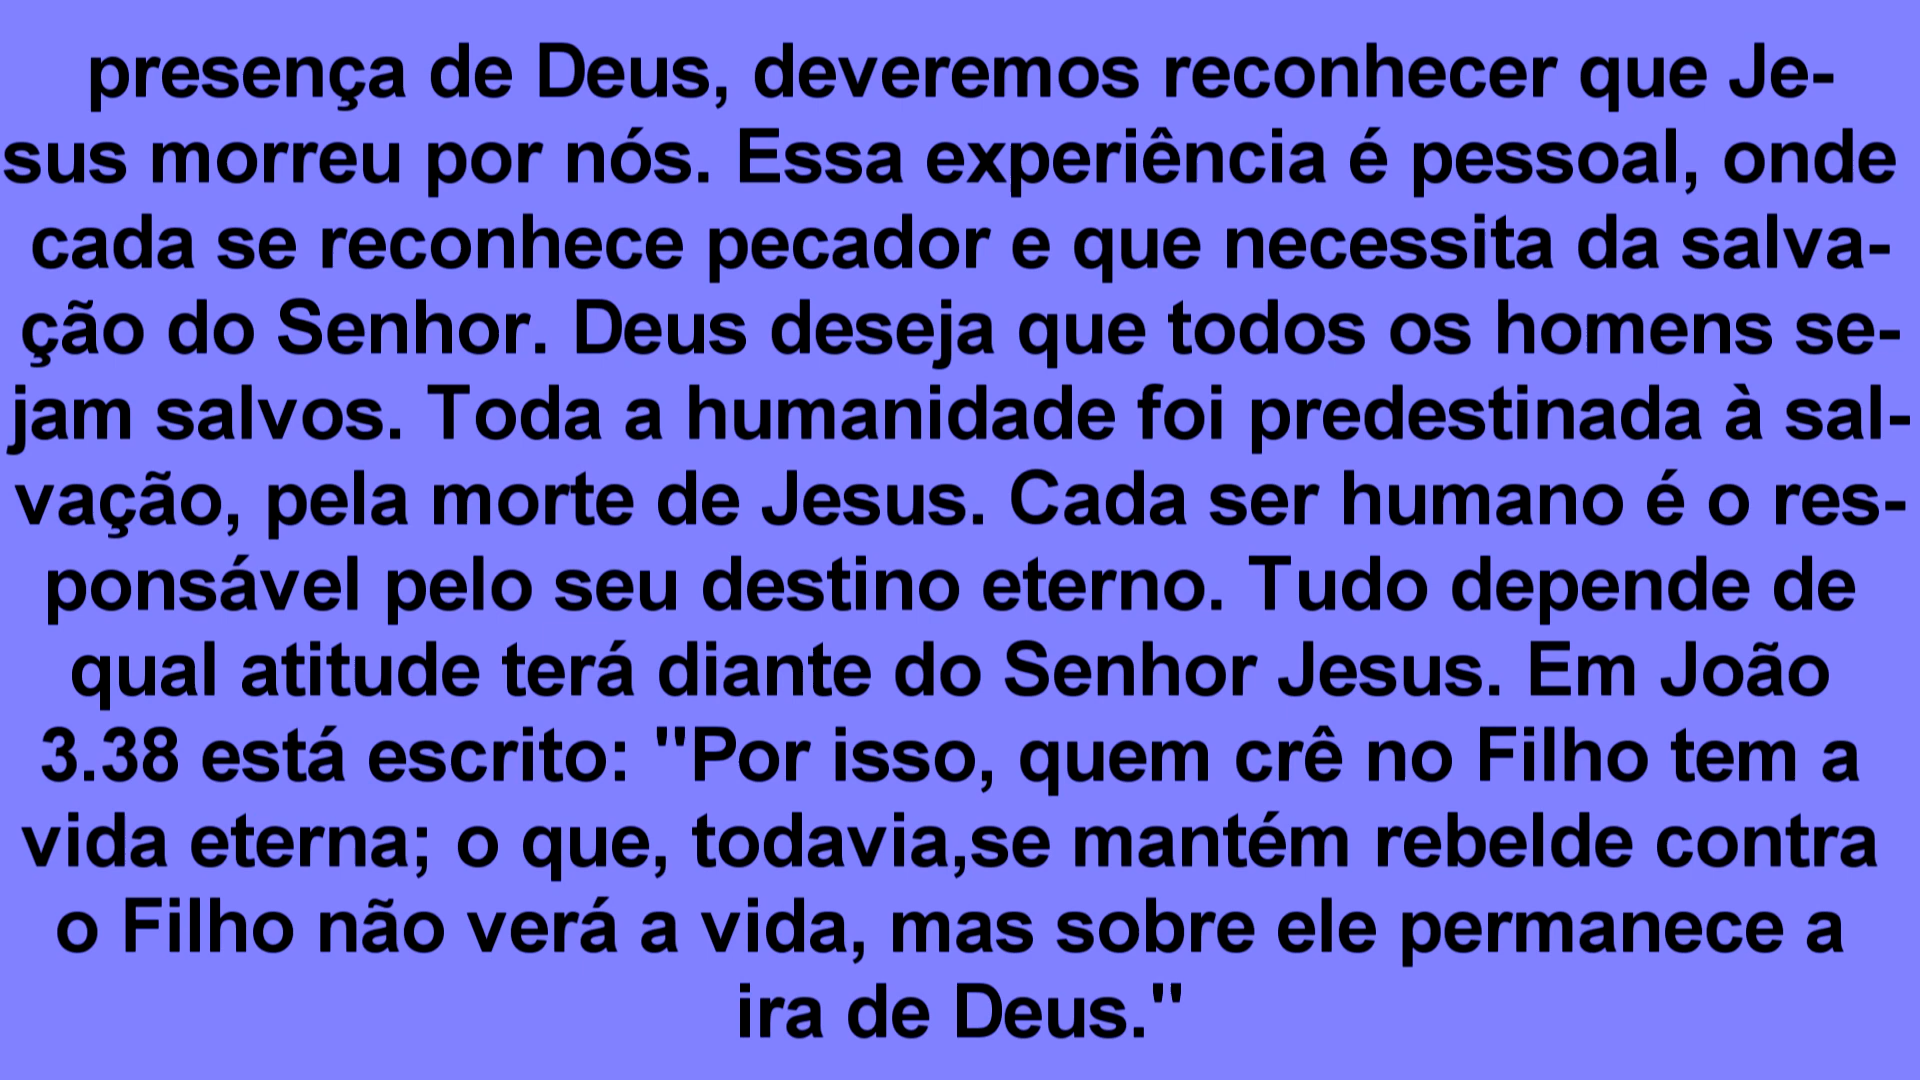 presença de Deus, deveremos reconhecer que Je-
sus morreu por nós. Essa experiência é pessoal, onde
cada se reconhece pecador e que necessita da salva-
ção do Senhor. Deus deseja que todos os homens se-
jam salvos. Toda a humanidade foi predestinada à sal-
vação, pela morte de Jesus. Cada ser humano é o res-
ponsável pelo seu destino eterno. Tudo depende de
qual atitude terá diante do Senhor Jesus. Em João
3.38 está escrito: "Por isso, quem crê no Filho tem a
vida eterna; o que, todavia,se mantém rebelde contra
o Filho não verá a vida, mas sobre ele permanece a
ira de Deus."